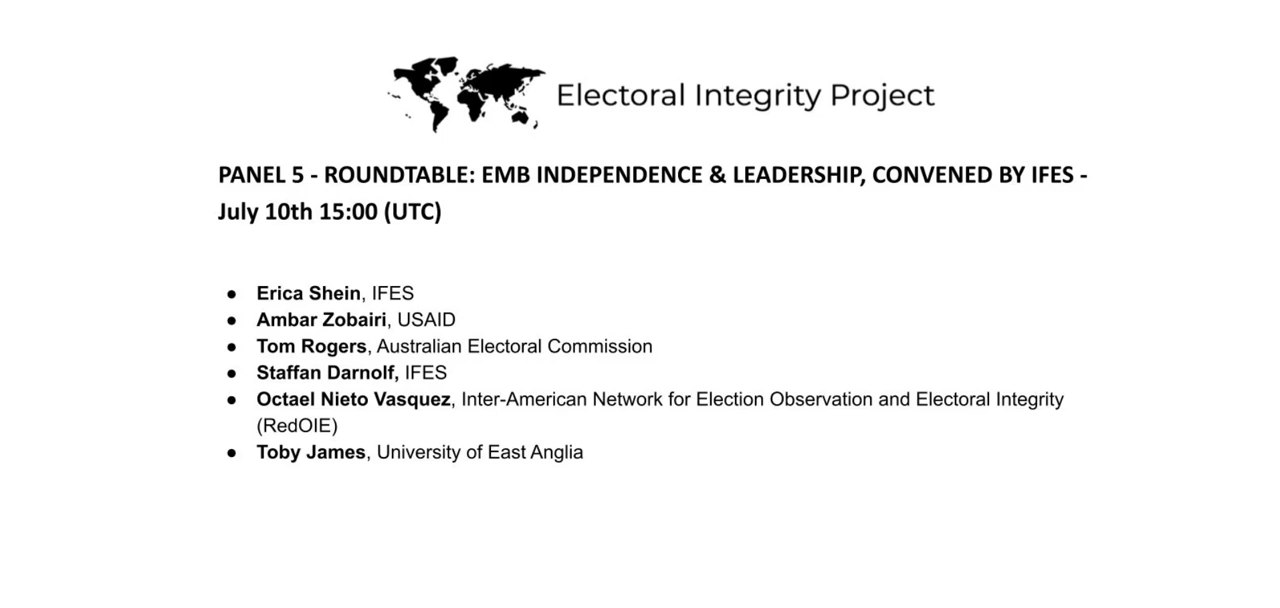 Electoral Integrity Project
PANEL 5 - ROUNDTABLE: EMB INDEPENDENCE & LEADERSHIP, CONVENED BY IFES -
July 10th 15:00 (UTC)
● Erica Shein, IFES
● Ambar Zobairi, USAID
● Tom Rogers, Australian Electoral Commission
● Staffan Darnolf, IFES
● Octael Nieto Vasquez, Inter-American Network for Election Observation and Electoral Integrity
(RedOIE)
● Toby James, University of East Anglia